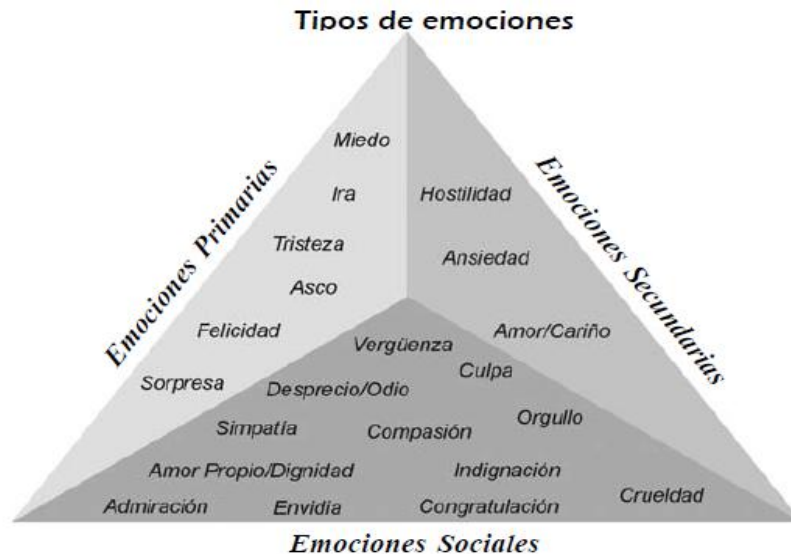 Tipos de emociones
Emociones Primarias
Miedo
Ira
Tristeza
Asco
Felicidad
Sorpresa
Emociones Secundarias
Hostilidad
Ansiedad
Amor/Cariño
Vergüenza
Culpa
Desprecio/Odio
Orgullo
Simpatía
Compasión
Amor Propio/Dignidad
Indignación
Crueldad
Admiración
Envidia
Congratulación
Emociones Sociales